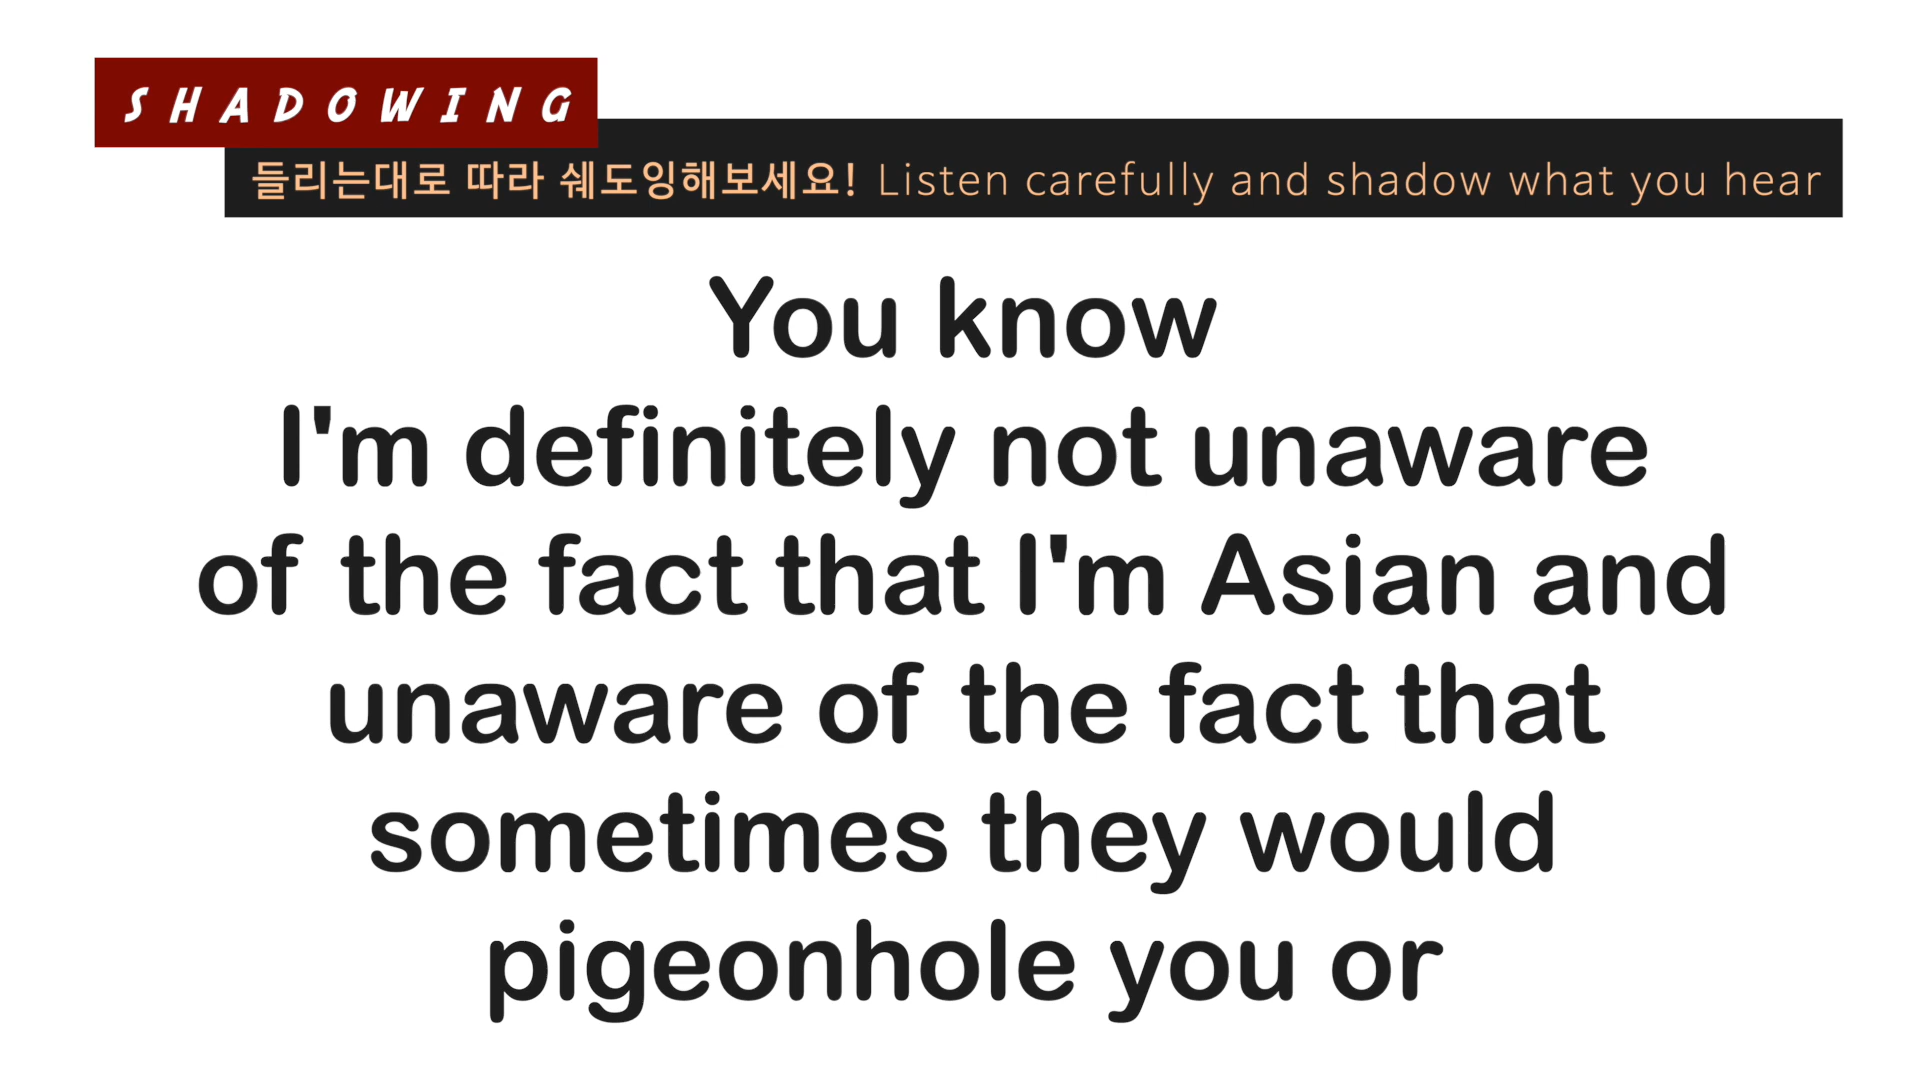 SHADOWING
들리는대로 따라 쉐도잉해보세요! Listen carefully and shadow what you hear
You know
I'm definitely not unaware
of the fact that I'm Asian and
unaware of the fact that
sometimes they would
pigeonhole you or